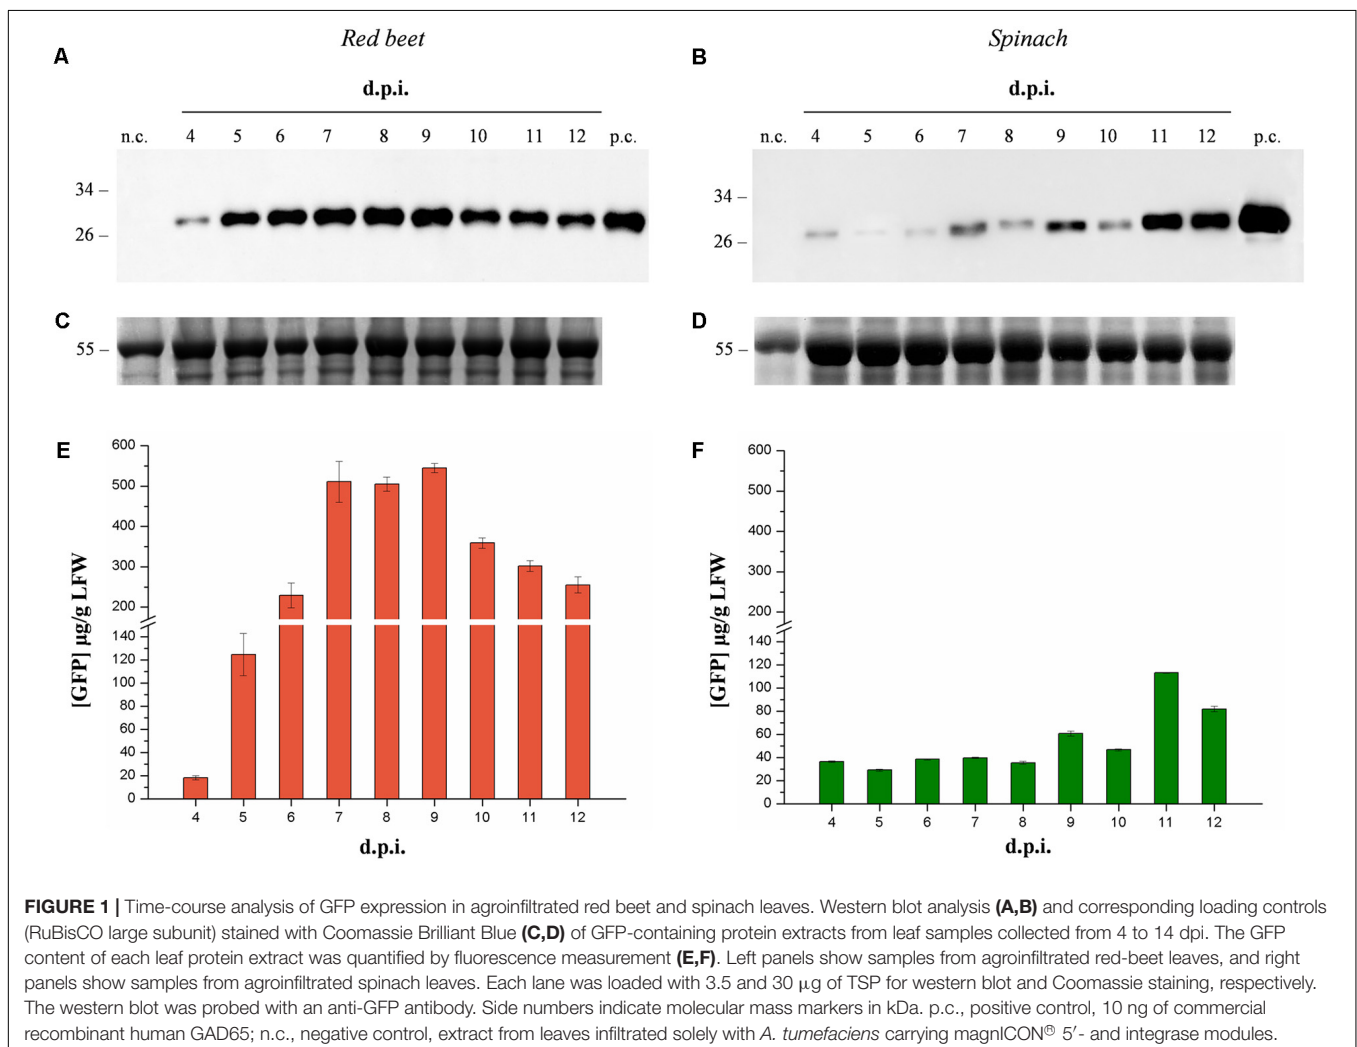 Red beet
Spinach
A
B
d.p.i.
d.p.i.
n.c. 4 5 6 7 8 9 10 11 12 p.c.
n.c. 4 5 6 7 8 9 10 11 12 p.c.
34 –
26 –
34 –
26 –
C
55 –
D
55 –
E
600
500
400
300
200
140
120
100
80
60
40
20
0
[GFP] µg/g LFW
4 5 6 7 8 9 10 11 12
d.p.i.
F
600
500
400
300
200
140
120
100
80
60
40
20
0
[GFP] µg/g LFW
4 5 6 7 8 9 10 11 12
d.p.i.
FIGURE 1 | Time-course analysis of GFP expression in agroinfiltrated red beet and spinach leaves. Western blot analysis (A,B) and corresponding loading controls
(RuBisCO large subunit) stained with Coomassie Brilliant Blue (C,D) of GFP-containing protein extracts from leaf samples collected from 4 to 14 dpi. The GFP
content of each leaf protein extract was quantified by fluorescence measurement (E,F). Left panels show samples from agroinfiltrated red-beet leaves, and right
panels show samples from agroinfiltrated spinach leaves. Each lane was loaded with 3.5 and 30 µg of TSP for western blot and Coomassie staining, respectively.
The western blot was probed with an anti-GFP antibody. Side numbers indicate molecular mass markers in kDa. p.c., positive control, 10 ng of commercial
recombinant human GAD65; n.c., negative control, extract from leaves infiltrated solely with A. tumefaciens carrying magnICON® 5′- and integrase modules.